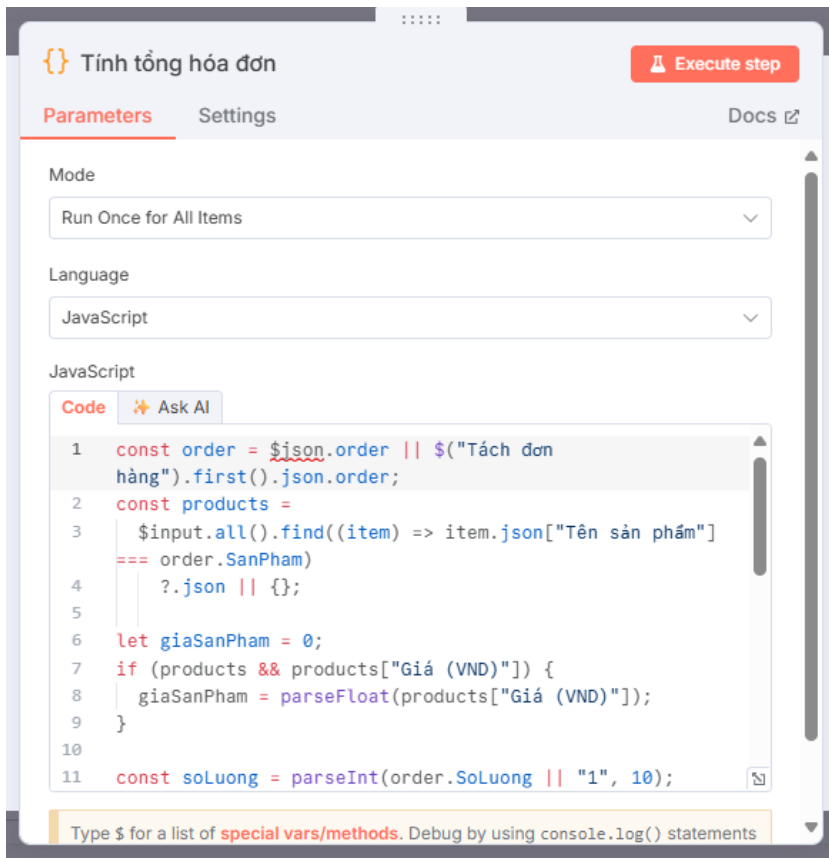 {} Tính tổng hóa đơn
Execute step
Parameters
Settings
Docs
Mode
Run Once for All Items
Language
JavaScript
JavaScript
Code
Ask AI
1 const order = $json.order || $("Tách đơn
hàng").first().json.order;
2 const products =
3 $input.all().find((item) => item.json["Tên sản phẩm"]
=== order.SanPham)
4 ?.json || {};
5
6 let giaSanPham = 0;
7 if (products && products["Giá (VND)"]) {
8 giaSanPham = parseFloat(products["Giá (VND)"]);
9 }
10
11 const soLuong = parseInt(order.SoLuong || "1", 10);
Type $ for a list of special vars/methods. Debug by using console.log() statements